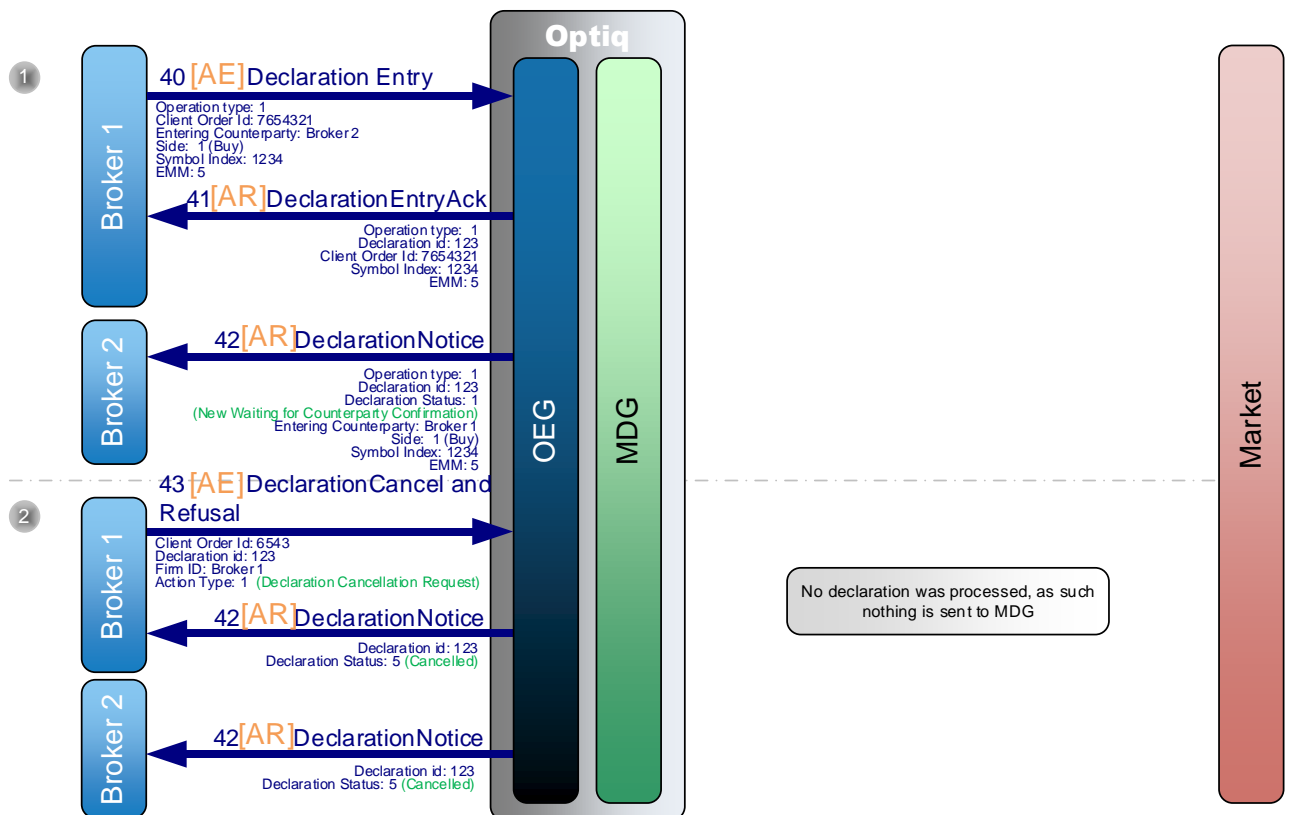 Optiq
1
Broker 1
40 [AE] Declaration Entry
Operation type: 1
Client Order Id: 7654321
Entering Counterparty: Broker 2
Side: 1 (Buy)
Symbol Index: 1234
EMM: 5
41 [AR] DeclarationEntryAck
Operation type: 1
Declaration id: 123
Client Order Id: 7654321
Symbol Index: 1234
EMM: 5
Broker 2
42 [AR] DeclarationNotice
Operation type: 1
Declaration id: 123
Declaration Status: 1
(New Waiting for Counterparty Confirmation)
Entering Counterparty: Broker 1
Side: 1 (Buy)
Symbol Index: 1234
EMM: 5
OEG
MDG
Market
2
Broker 1
43 [AE] DeclarationCancel and
Refusal
Client Order Id: 6543
Declaration id: 123
Firm ID: Broker 1
Action Type: 1 (Declaration Cancellation Request)
42 [AR] DeclarationNotice
Declaration id: 123
Declaration Status: 5 (Cancelled)
No declaration was processed, as such
nothing is sent to MDG
Broker 2
42 [AR] DeclarationNotice
Declaration id: 123
Declaration Status: 5 (Cancelled)